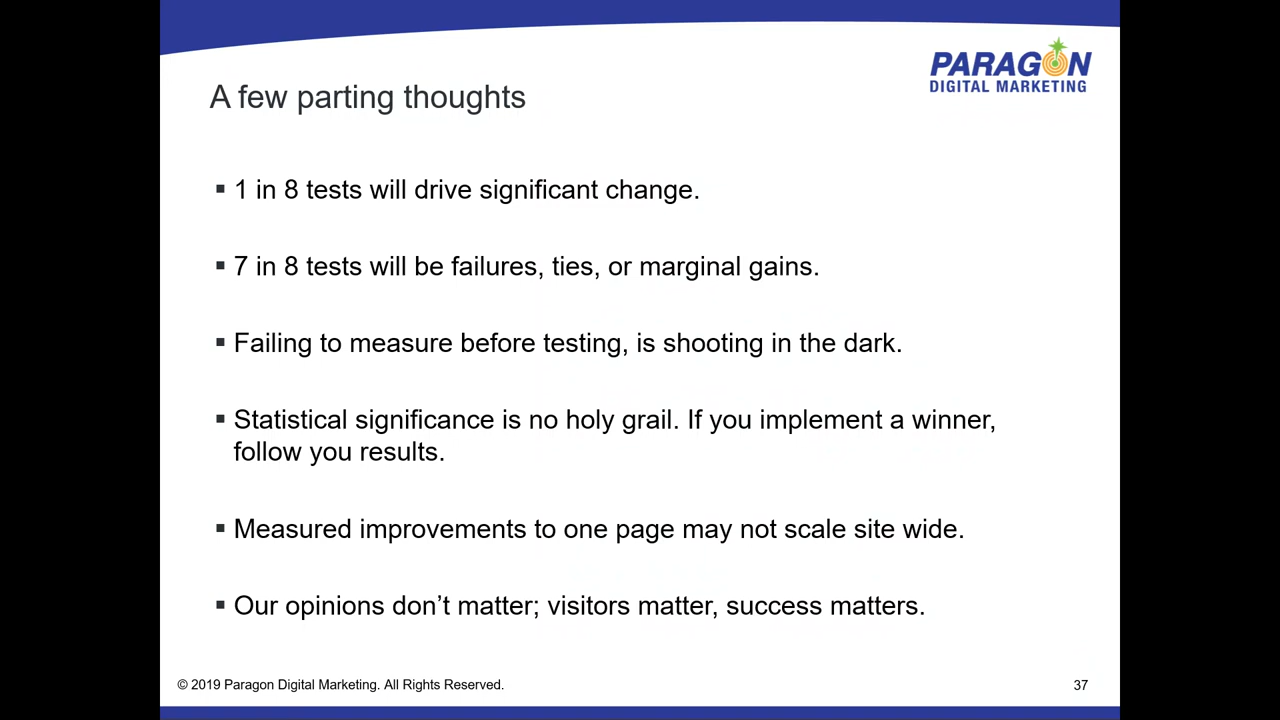 PARAGON
DIGITAL MARKETING
A few parting thoughts
▪ 1 in 8 tests will drive significant change.
▪ 7 in 8 tests will be failures, ties, or marginal gains.
▪ Failing to measure before testing, is shooting in the dark.
▪ Statistical significance is no holy grail. If you implement a winner,
follow you results.
▪ Measured improvements to one page may not scale site wide.
▪ Our opinions don’t matter; visitors matter, success matters.
© 2019 Paragon Digital Marketing. All Rights Reserved.
37